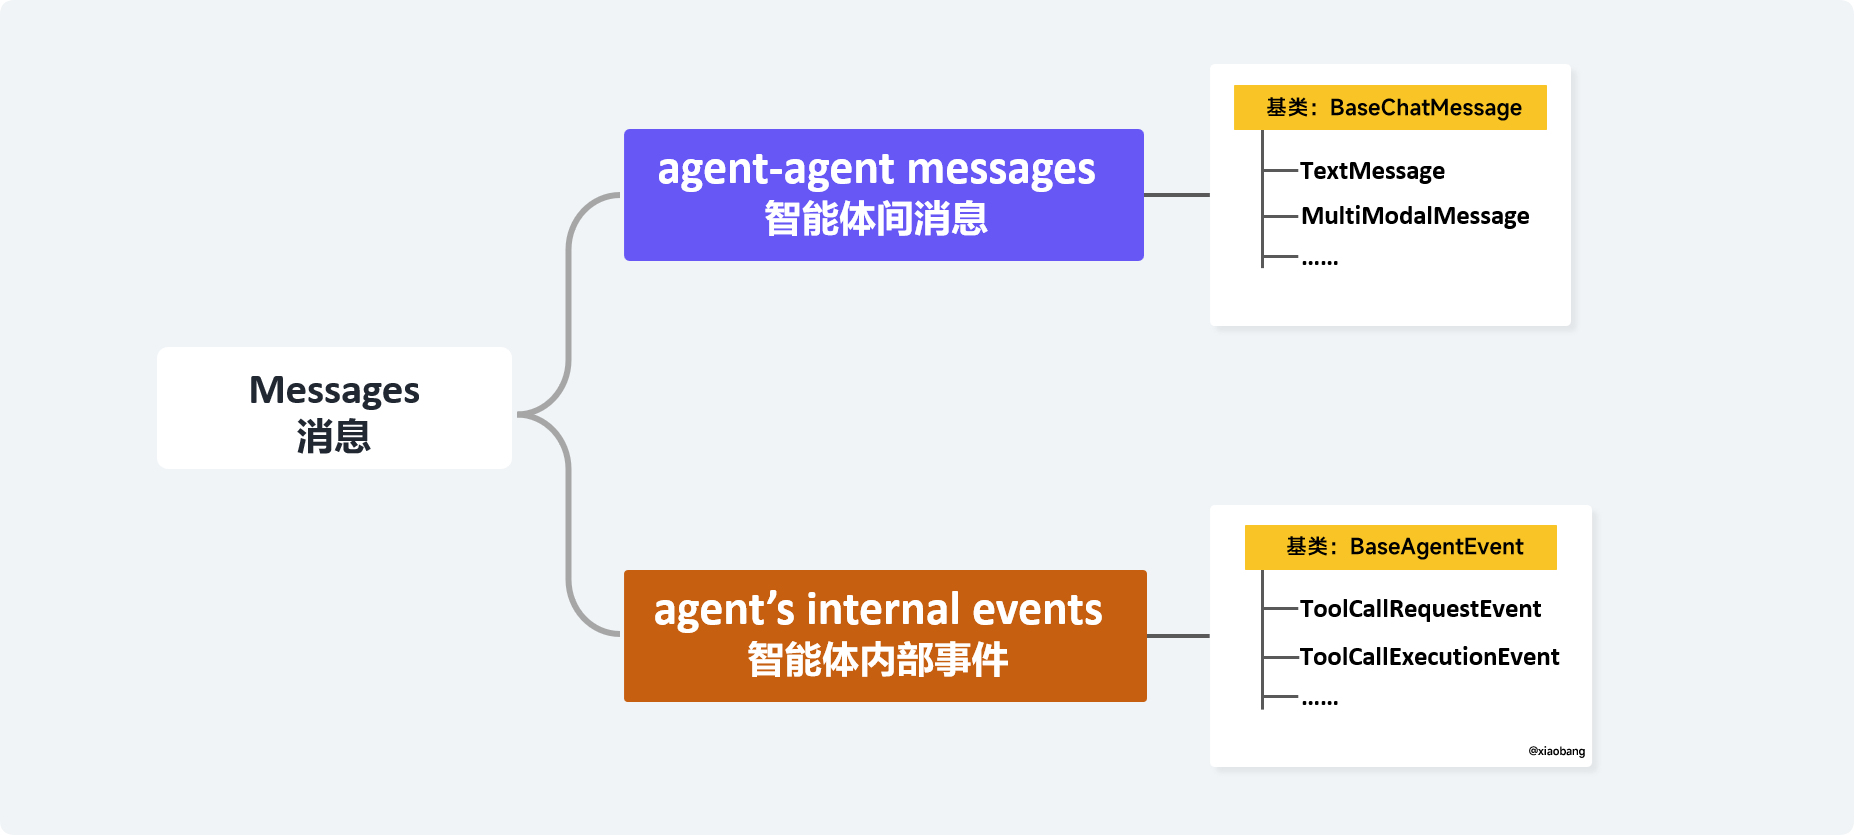 Messages
消息
agent-agent messages
智能体间消息
基类：BaseChatMessage
TextMessage
MultiModalMessage
……
agent’s internal events
智能体内部事件
基类：BaseAgentEvent
ToolCallRequestEvent
ToolCallExecutionEvent
……
@xiaobang